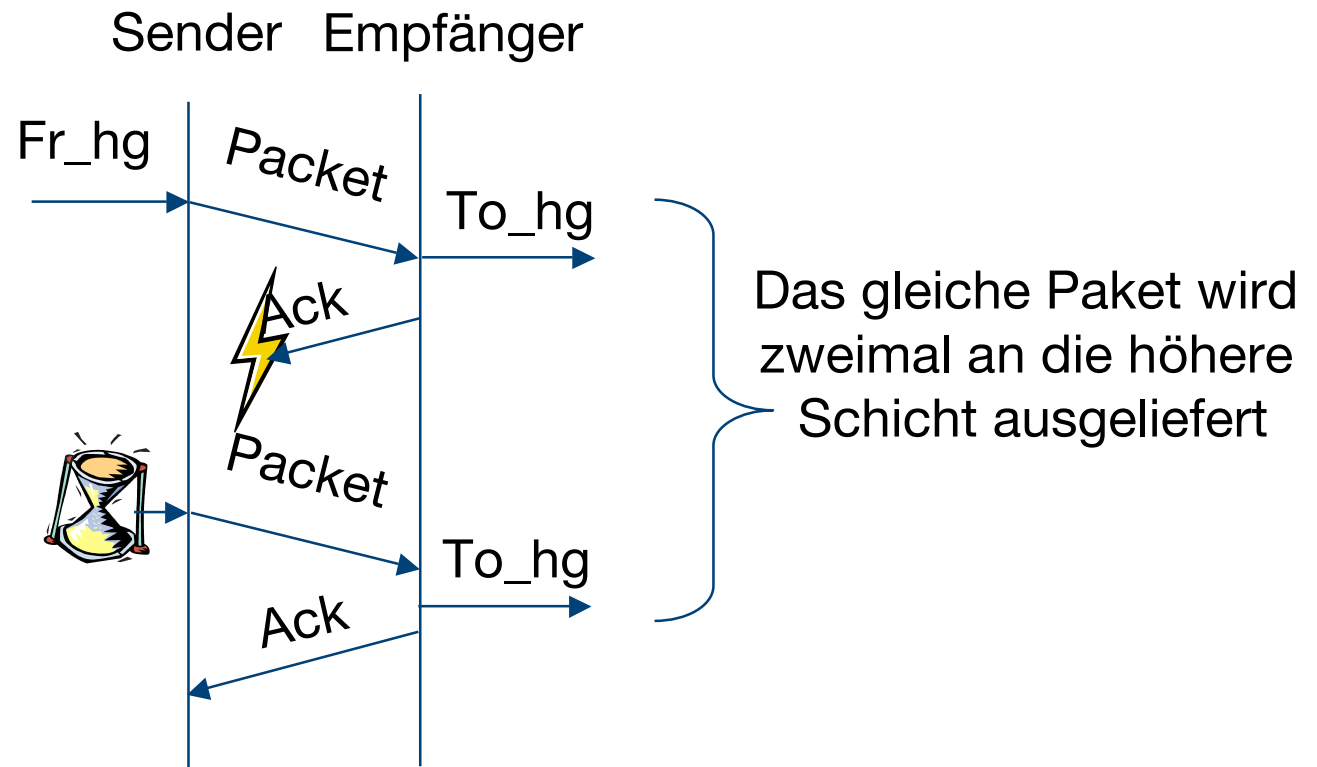 Sender Empfänger
Fr_hg
Packet
To_hg
Ack
Das gleiche Paket wird
zweimal an die höhere
Schicht ausgeliefert
Packet
To_hg
Ack